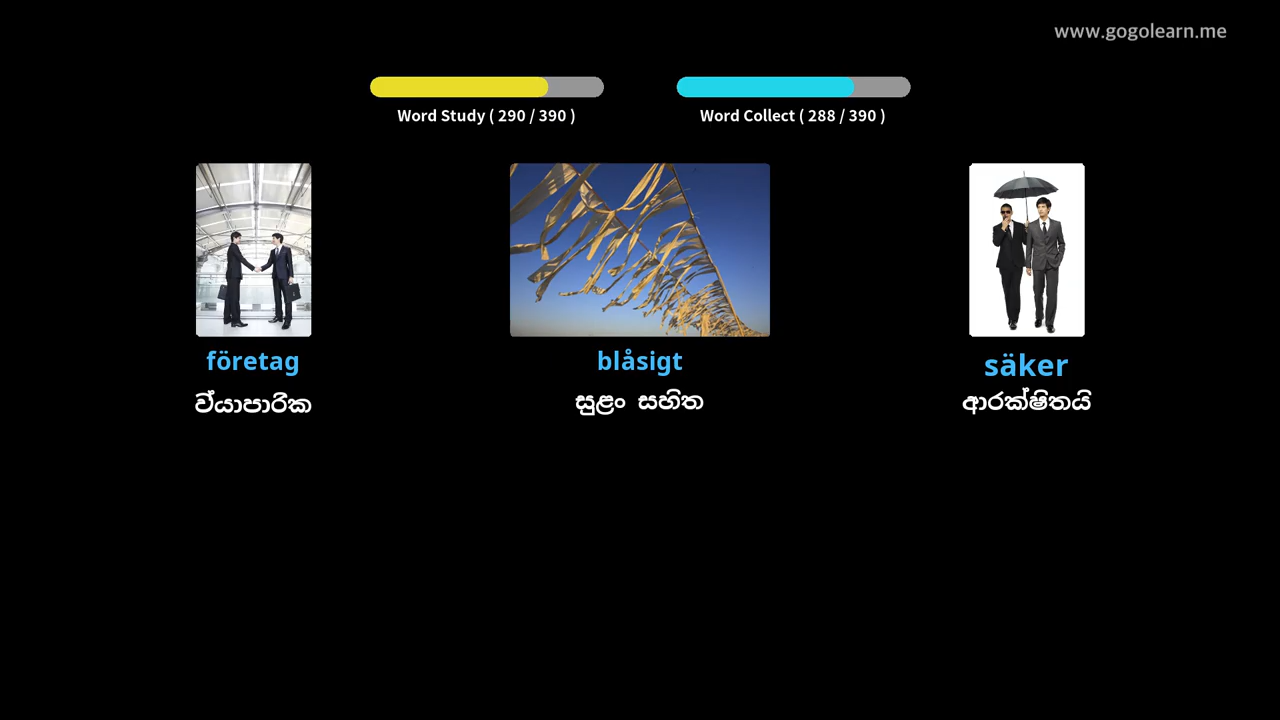 www.gogolearn.me
Word Study ( 290 / 390 )
Word Collect ( 288 / 390 )
företag
blåsigt
säker
ව්යාපාරික
සුළං සහිත
ආරක්ෂිතයි